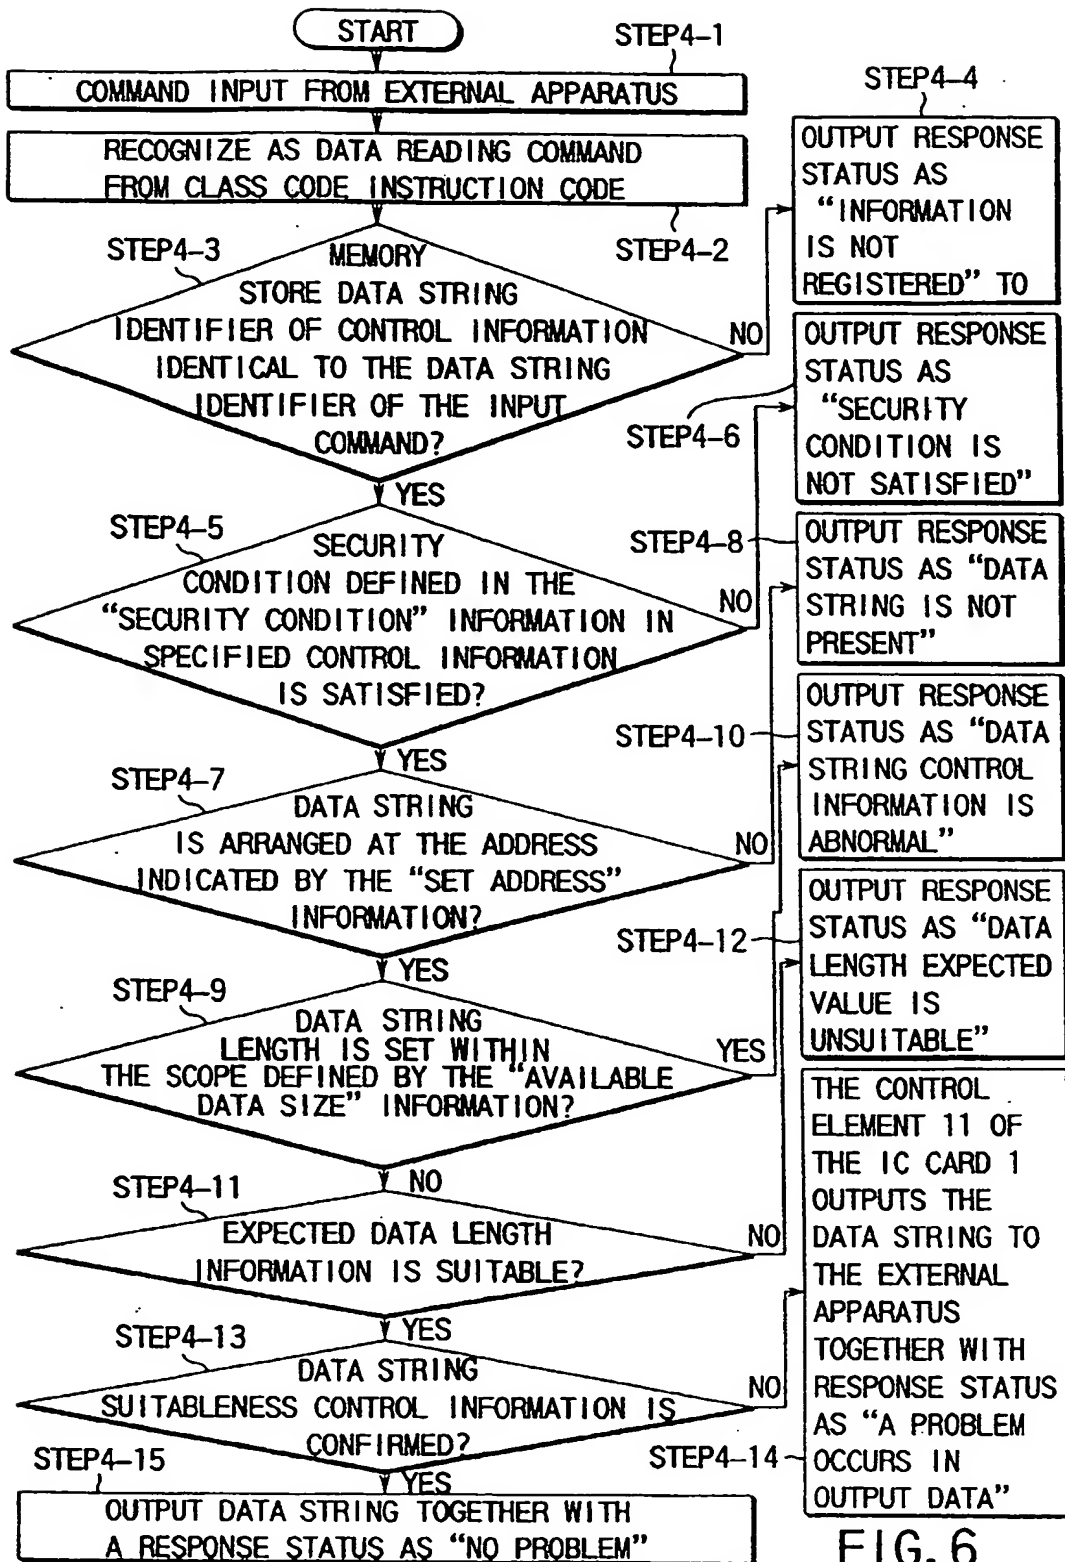 START
STEP4-1
COMMAND INPUT FROM EXTERNAL APPARATUS
RECOGNIZE AS DATA READING COMMAND
FROM CLASS CODE INSTRUCTION CODE
STEP4-2
STEP4-3
MEMORY
STORE DATA STRING
IDENTIFIER OF CONTROL INFORMATION
IDENTICAL TO THE DATA STRING
IDENTIFIER OF THE INPUT
COMMAND?
NO
STEP4-4
OUTPUT RESPONSE
STATUS AS
“INFORMATION
IS NOT
REGISTERED” TO
YES
STEP4-5
SECURITY
CONDITION DEFINED IN THE
“SECURITY CONDITION” INFORMATION IN
SPECIFIED CONTROL INFORMATION
IS SATISFIED?
NO
STEP4-6
OUTPUT RESPONSE
STATUS AS
“SECURITY
CONDITION IS
NOT SATISFIED”
YES
STEP4-7
DATA STRING
IS ARRANGED AT THE ADDRESS
INDICATED BY THE “SET ADDRESS”
INFORMATION?
NO
STEP4-8
OUTPUT RESPONSE
STATUS AS “DATA
STRING IS NOT
PRESENT”
YES
STEP4-9
DATA STRING
LENGTH IS SET WITHIN
THE SCOPE DEFINED BY THE “AVAILABLE
DATA SIZE” INFORMATION?
YES
STEP4-10
OUTPUT RESPONSE
STATUS AS “DATA
STRING CONTROL
INFORMATION IS
ABNORMAL”
NO
STEP4-11
EXPECTED DATA LENGTH
INFORMATION IS SUITABLE?
NO
STEP4-12
OUTPUT RESPONSE
STATUS AS “DATA
LENGTH EXPECTED
VALUE IS
UNSUITABLE”
YES
STEP4-13
DATA STRING
SUITABLENESS CONTROL INFORMATION IS
CONFIRMED?
NO
STEP4-14
THE CONTROL
ELEMENT 11 OF
THE IC CARD 1
OUTPUTS THE
DATA STRING TO
THE EXTERNAL
APPARATUS
TOGETHER WITH
RESPONSE STATUS
AS “A PROBLEM
OCCURS IN
OUTPUT DATA”
YES
STEP4-15
OUTPUT DATA STRING TOGETHER WITH
A RESPONSE STATUS AS “NO PROBLEM”
FIG. 6